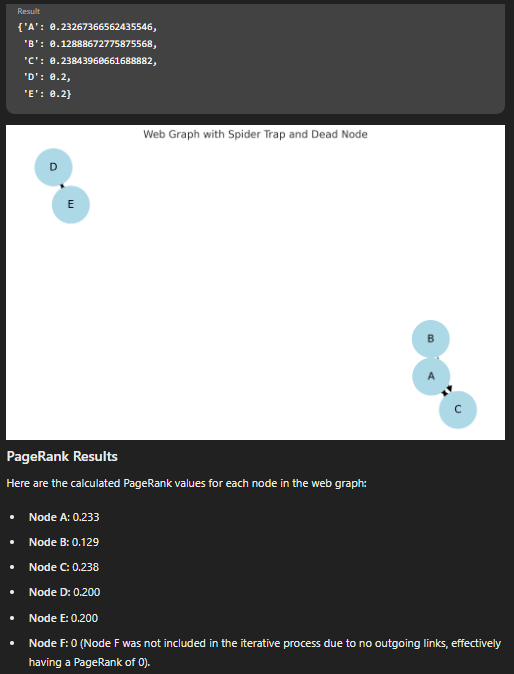 Result
{'A': 0.23267366562435546,
'B': 0.12888672775875568,
'C': 0.23843960661688882,
'D': 0.2,
'E': 0.2}
Web Graph with Spider Trap and Dead Node
D
E
B
A
C
PageRank Results
Here are the calculated PageRank values for each node in the web graph:
• Node A: 0.233
• Node B: 0.129
• Node C: 0.238
• Node D: 0.200
• Node E: 0.200
• Node F: 0 (Node F was not included in the iterative process due to no outgoing links, effectively
having a PageRank of 0).